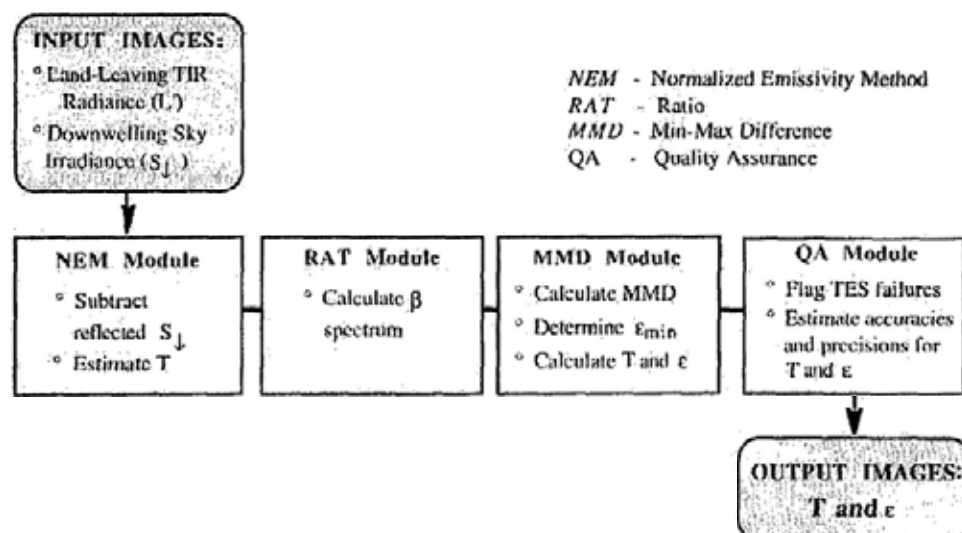 INPUT IMAGES:
° Land-Leaving TIR
Radiance (L')
° Downwelling Sky
Irradiance (S↓)
NEM - Normalized Emissivity Method
RAT - Ratio
MMD - Min-Max Difference
QA - Quality Assurance
NEM Module
° Subtract
reflected S↓
° Estimate T
RAT Module
° Calculate β
spectrum
MMD Module
° Calculate MMD
° Determine εmin
° Calculate T and ε
QA Module
° Flag TES failures
° Estimate accuracies
and precisions for
T and ε
OUTPUT IMAGES:
T and ε